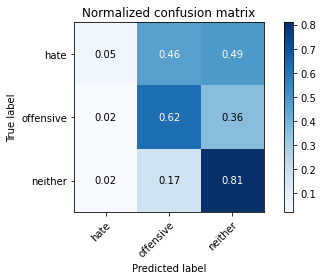 Normalized confusion matrix
True label
hate 0.05 0.46 0.49
offensive 0.02 0.62 0.36
neither 0.02 0.17 0.81
hate offensive neither
Predicted label
0.8
0.7
0.6
0.5
0.4
0.3
0.2
0.1